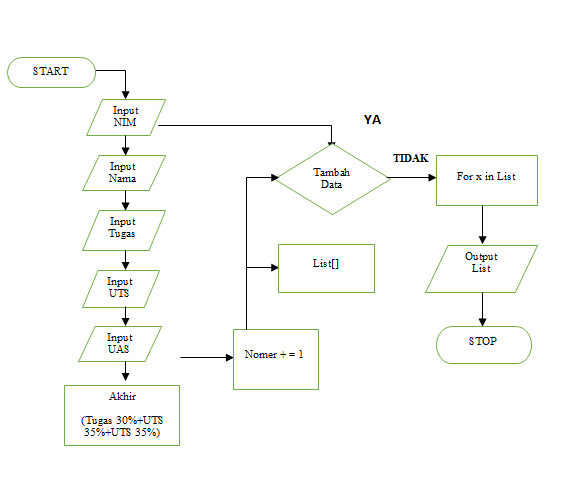 START
Input
NIM
Input
Nama
Input
Tugas
Input
UTS
Input
UAS
Akhir
(Tugas 30%+UTS
35%+UTS 35%)
Nomer + = 1
List[]
Tambah
Data
YA
TIDAK
For x in List
Output
List
STOP